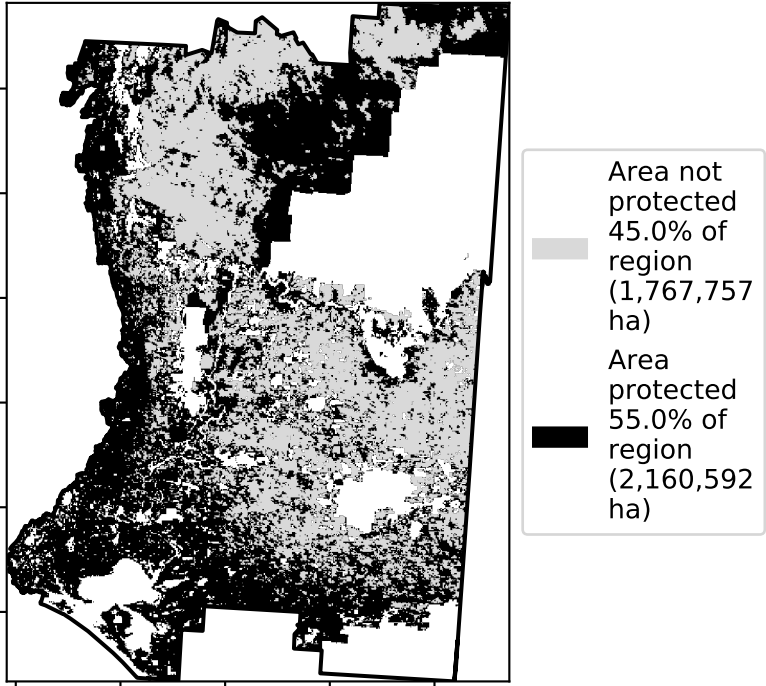 Area not
protected
45.0% of
region
(1,767,757
ha)
Area
protected
55.0% of
region
(2,160,592
ha)